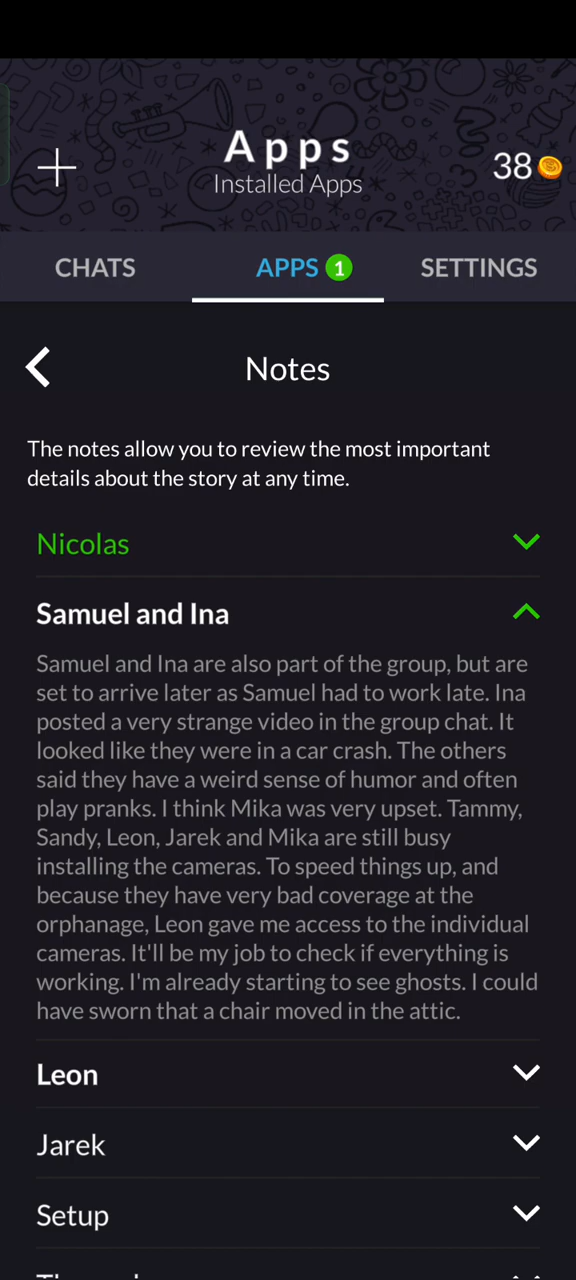 Apps
Installed Apps
38
CHATS
APPS 1
SETTINGS
Notes
The notes allow you to review the most important
details about the story at any time.
Nicolas
Samuel and Ina
Samuel and Ina are also part of the group, but are
set to arrive later as Samuel had to work late. Ina
posted a very strange video in the group chat. It
looked like they were in a car crash. The others
said they have a weird sense of humor and often
play pranks. I think Mika was very upset. Tammy,
Sandy, Leon, Jarek and Mika are still busy
installing the cameras. To speed things up, and
because they have very bad coverage at the
orphanage, Leon gave me access to the individual
cameras. It'll be my job to check if everything is
working. I'm already starting to see ghosts. I could
have sworn that a chair moved in the attic.
Leon
Jarek
Setup